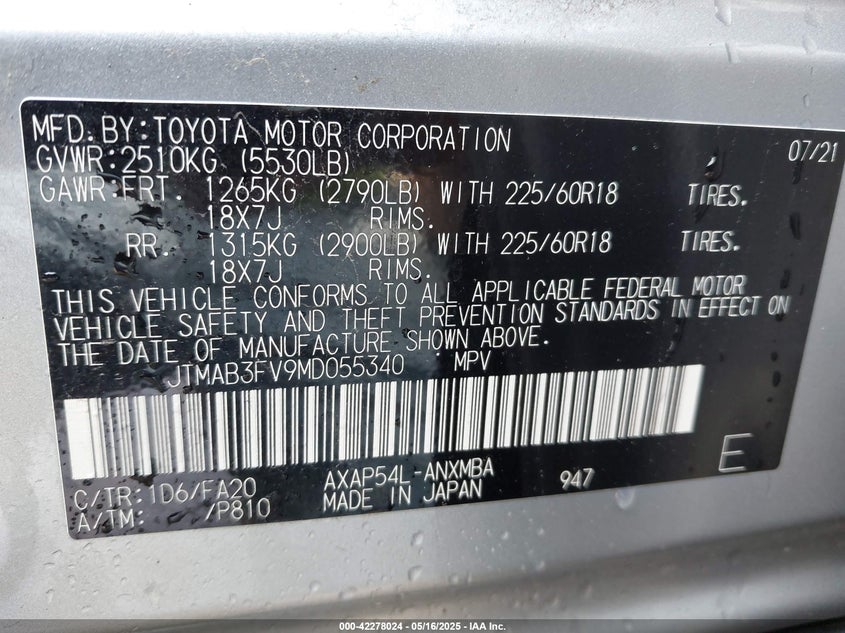 MFD. BY: TOYOTA MOTOR CORPORATION 07/21
GVWR: 2510KG (5530LB)
GAWR: FRT. 1265KG (2790LB) WITH 225/60R18 TIRES.
18X7J RIMS.
RR. 1315KG (2900LB) WITH 225/60R18 TIRES.
18X7J RIMS.
THIS VEHICLE CONFORMS TO ALL APPLICABLE FEDERAL MOTOR
VEHICLE SAFETY AND THEFT PREVENTION STANDARDS IN EFFECT ON
THE DATE OF MANUFACTURE SHOWN ABOVE.
JTMAB3FV9MD055340 MPV
C/TR: 1D6/FA20 AXAP54L-ANXMBA 947 E
A/TM: /P810 MADE IN JAPAN
000-42278024 - 05/16/2025 - IAA Inc.